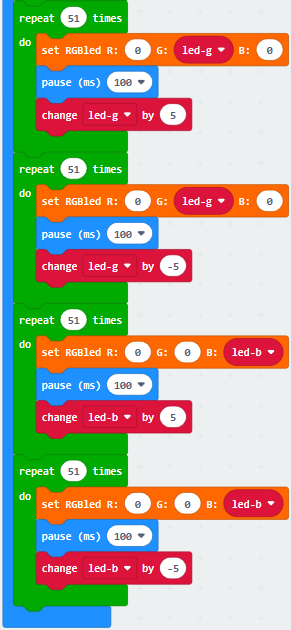 repeat 51 times
do
set RGBled R: 0 G: led-g B: 0
pause (ms) 100
change led-g by 5
repeat 51 times
do
set RGBled R: 0 G: led-g B: 0
pause (ms) 100
change led-g by -5
repeat 51 times
do
set RGBled R: 0 G: 0 B: led-b
pause (ms) 100
change led-b by 5
repeat 51 times
do
set RGBled R: 0 G: 0 B: led-b
pause (ms) 100
change led-b by -5